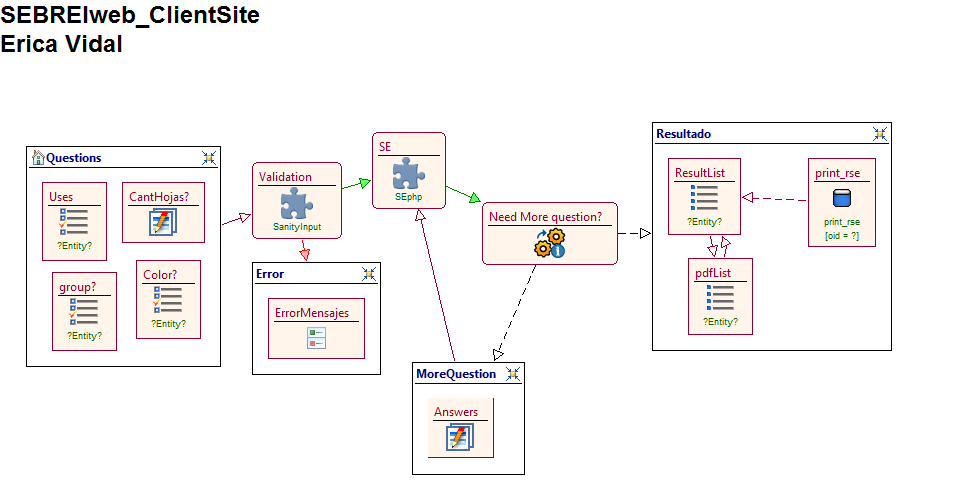 SEBREIweb_ClientSite
Erica Vidal
Questions
Uses
?Entity?
CantHojas?
group?
?Entity?
Color?
?Entity?
Validation
SanityInput
SE
SEphp
Error
ErrorMensajes
Need More question?
MoreQuestion
Answers
Resultado
ResultList
?Entity?
print_rse
print_rse
[oid = ?]
pdfList
?Entity?